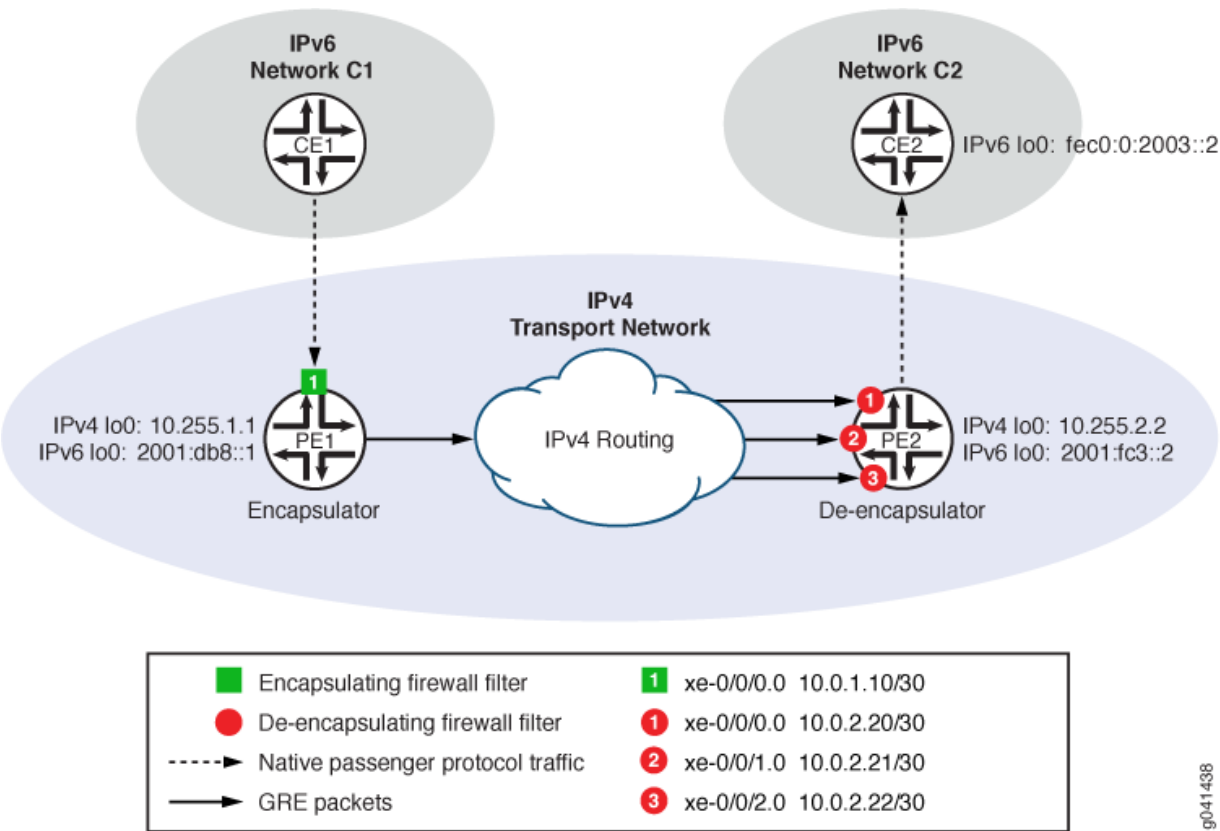 IPv6
Network C1
IPv6
Network C2
CE1
CE2
IPv6 lo0: fec0:0:2003::2
IPv4
Transport Network
1
IPv4 lo0: 10.255.1.1
IPv6 lo0: 2001:db8::1
PE1
Encapsulator
IPv4 Routing
1
2
3
PE2
IPv4 lo0: 10.255.2.2
IPv6 lo0: 2001:fc3::2
De-encapsulator
Encapsulating firewall filter
De-encapsulating firewall filter
Native passenger protocol traffic
GRE packets
1 xe-0/0/0.0 10.0.1.10/30
1 xe-0/0/0.0 10.0.2.20/30
2 xe-0/0/1.0 10.0.2.21/30
3 xe-0/0/2.0 10.0.2.22/30
g041438